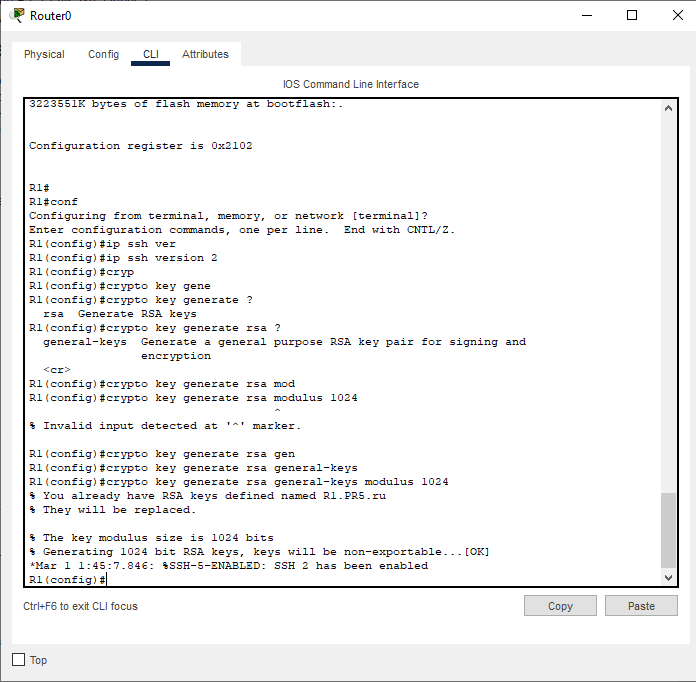 Router0
Physical Config CLI Attributes
IOS Command Line Interface
3223551K bytes of flash memory at bootflash:.
Configuration register is 0x2102
R1#
R1#conf
Configuring from terminal, memory, or network [terminal]?
Enter configuration commands, one per line.  End with CNTL/Z.
R1(config)#ip ssh ver
R1(config)#ip ssh version 2
R1(config)#cryp
R1(config)#crypto key gene
R1(config)#crypto key generate ?
  rsa  Generate RSA keys
R1(config)#crypto key generate rsa ?
  general-keys  Generate a general purpose RSA key pair for signing and
                encryption
  <cr>
R1(config)#crypto key generate rsa mod
R1(config)#crypto key generate rsa modulus 1024
                                   ^
% Invalid input detected at '^' marker.
R1(config)#crypto key generate rsa gen
R1(config)#crypto key generate rsa general-keys
R1(config)#crypto key generate rsa general-keys modulus 1024
% You already have RSA keys defined named R1.PR5.ru
% They will be replaced.
% The key modulus size is 1024 bits
% Generating 1024 bit RSA keys, keys will be non-exportable...[OK]
*Mar 1 1:45:7.846: %SSH-5-ENABLED: SSH 2 has been enabled
R1(config)#
Ctrl+F6 to exit CLI focus
Copy Paste
Top